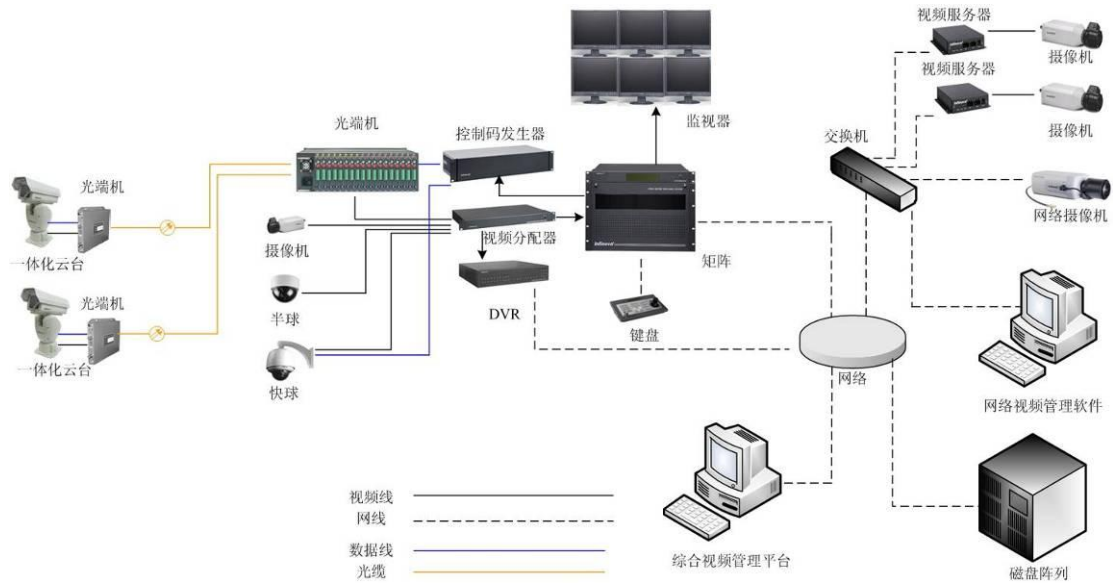 视频服务器
摄像机
视频服务器
摄像机
监视器
交换机
光端机
控制码发生器
光端机
一体化云台
摄像机
视频分配器
矩阵
网络摄像机
光端机
一体化云台
半球
DVR
键盘
快球
网络
网络视频管理软件
视频线
网线
数据线
光缆
综合视频管理平台
磁盘阵列